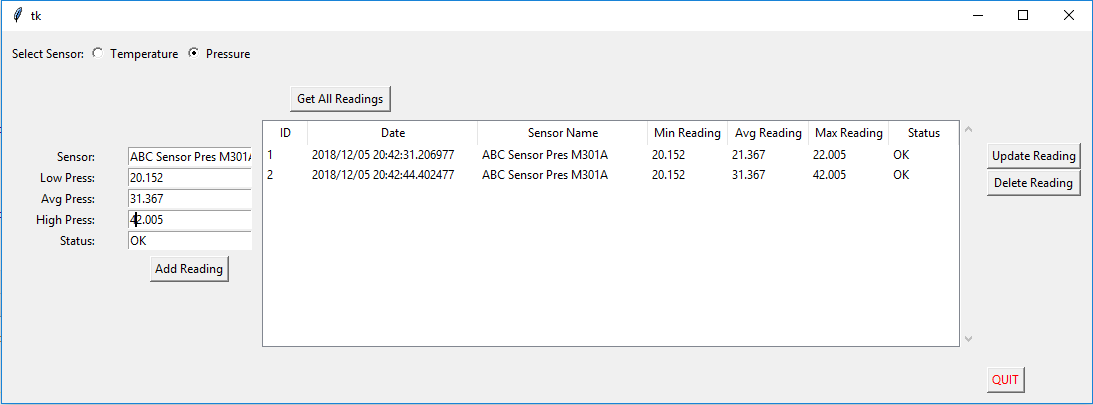 tk
Select Sensor: Temperature Pressure
Get All Readings
ID Date Sensor Name Min Reading Avg Reading Max Reading Status
1 2018/12/05 20:42:31.206977 ABC Sensor Pres M301A 20.152 21.367 22.005 OK
2 2018/12/05 20:42:44.402477 ABC Sensor Pres M301A 20.152 31.367 42.005 OK
Sensor: ABC Sensor Pres M301A
Low Press: 20.152
Avg Press: 31.367
High Press: 42.005
Status: OK
Add Reading
Update Reading
Delete Reading
QUIT